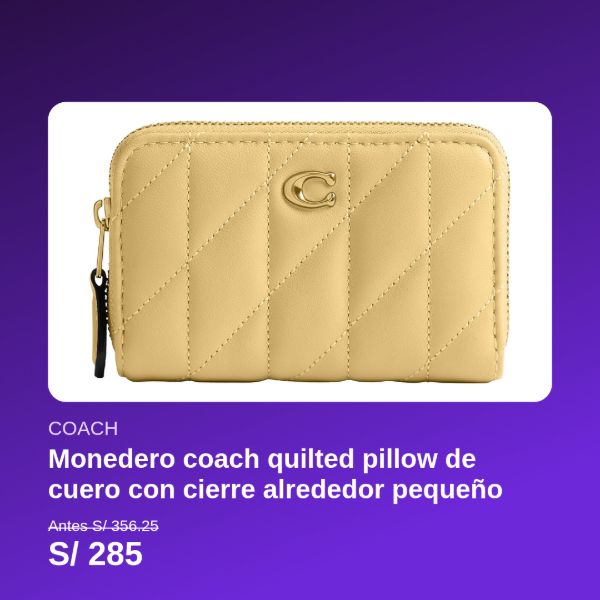 COACH
Monedero coach quilted pillow de
cuero con cierre alrededor pequeño
Antes S/ 356.25
S/ 285